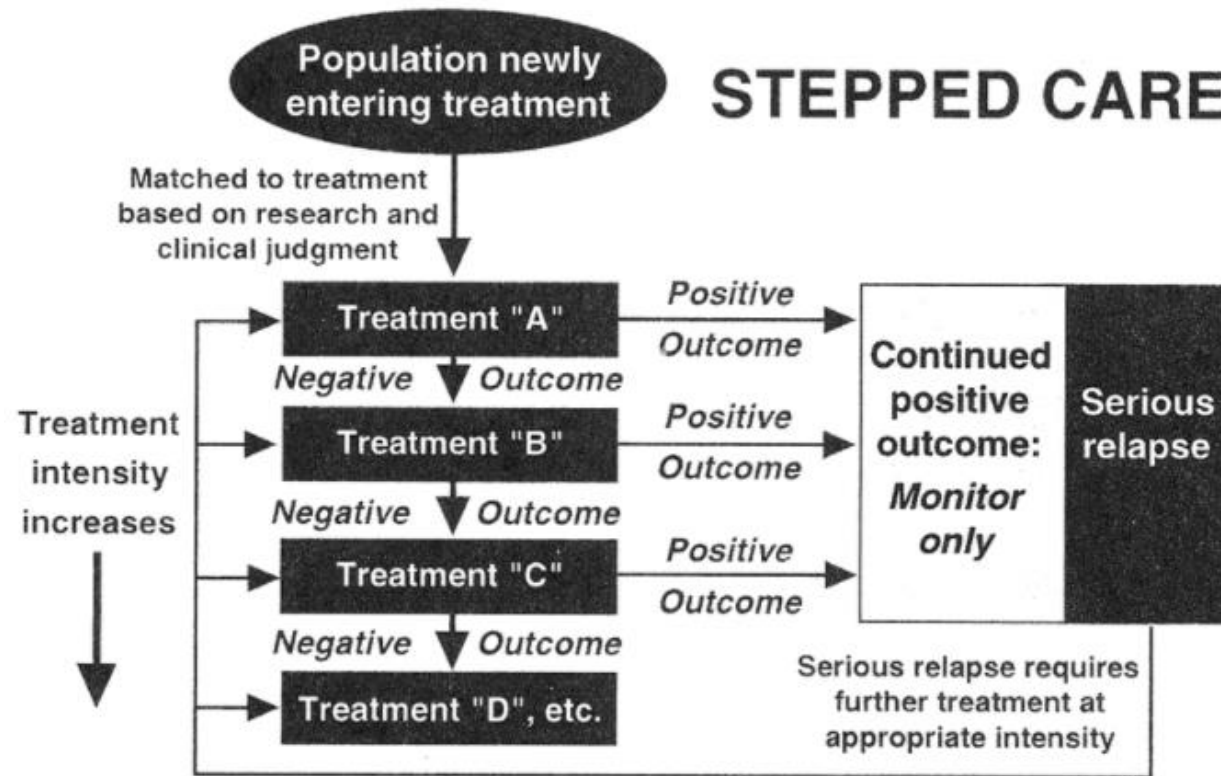 Population newly
entering treatment
STEPPED CARE
Matched to treatment
based on research and
clinical judgment
Treatment "A"
Positive
Outcome
Negative Outcome
Treatment "B"
Positive
Outcome
Negative Outcome
Treatment "C"
Positive
Outcome
Negative Outcome
Treatment "D", etc.
Treatment
intensity
increases
Continued
positive
outcome:
Monitor
only
Serious
relapse
Serious relapse requires
further treatment at
appropriate intensity